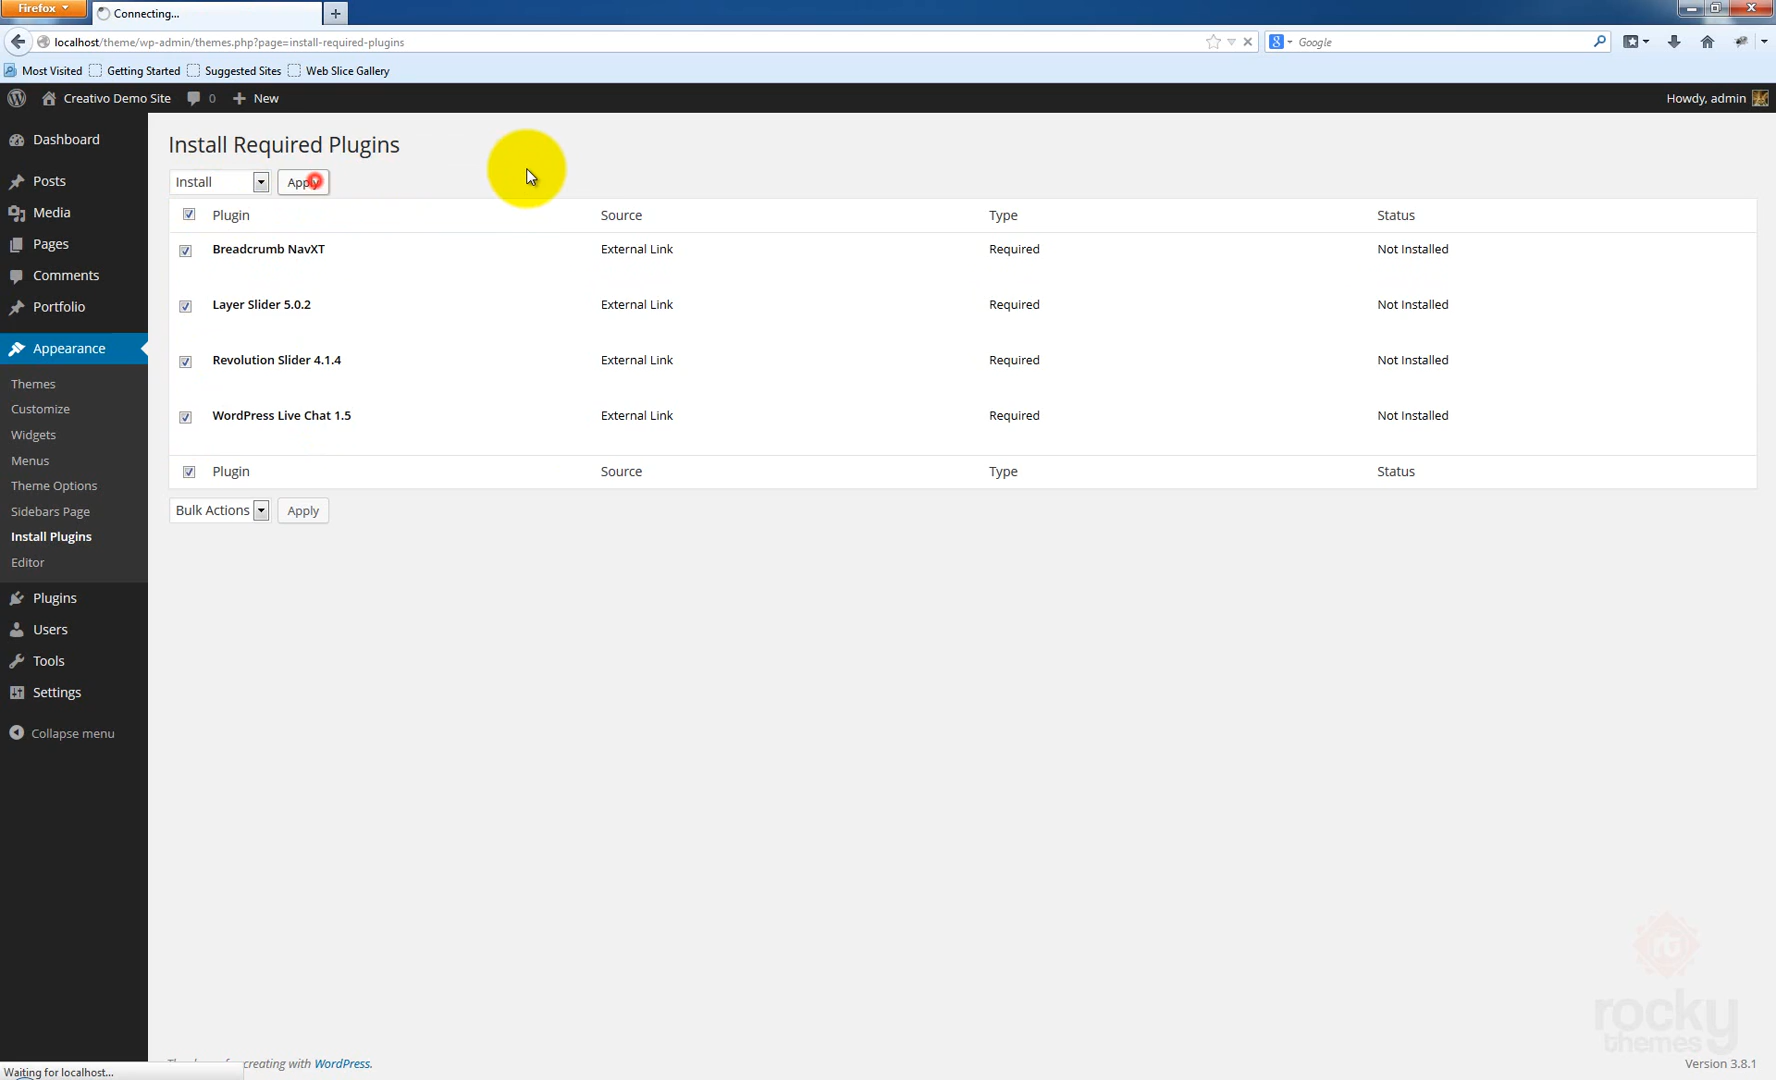 Firefox
Connecting...
localhost/theme/wp-admin/themes.php?page=install-required-plugins
Google
Most Visited Getting Started Suggested Sites Web Slice Gallery
Creativo Demo Site 0 New Howdy, admin
Dashboard
Posts
Media
Pages
Comments
Portfolio
Appearance
Themes
Customize
Widgets
Menus
Theme Options
Sidebars Page
Install Plugins
Editor
Plugins
Users
Tools
Settings
Collapse menu
Install Required Plugins
Install Apply
Plugin Source Type Status
Breadcrumb NavXT External Link Required Not Installed
Layer Slider 5.0.2 External Link Required Not Installed
Revolution Slider 4.1.4 External Link Required Not Installed
WordPress Live Chat 1.5 External Link Required Not Installed
Plugin Source Type Status
Bulk Actions Apply
rt
rocky
themes
creating with WordPress.
Version 3.8.1
Waiting for localhost...